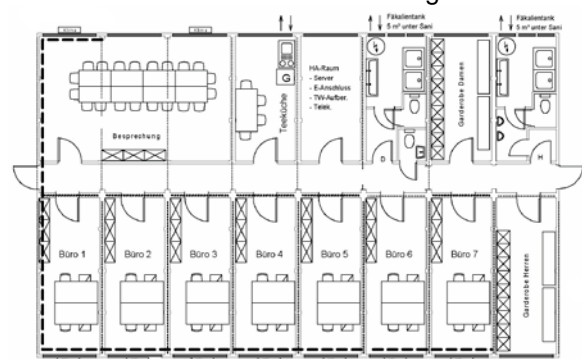 Fäkalientank
5 m³ unter Sani
Fäkalientank
5 m³ unter Sani
HA-Raum
- Server
- E-Anschluss
- TW-Aufber.
- Telek.
G
Teeküche
Besprechung
Garderobe Damen
D
H
Büro 1
Büro 2
Büro 3
Büro 4
Büro 5
Büro 6
Büro 7
Garderobe Herren